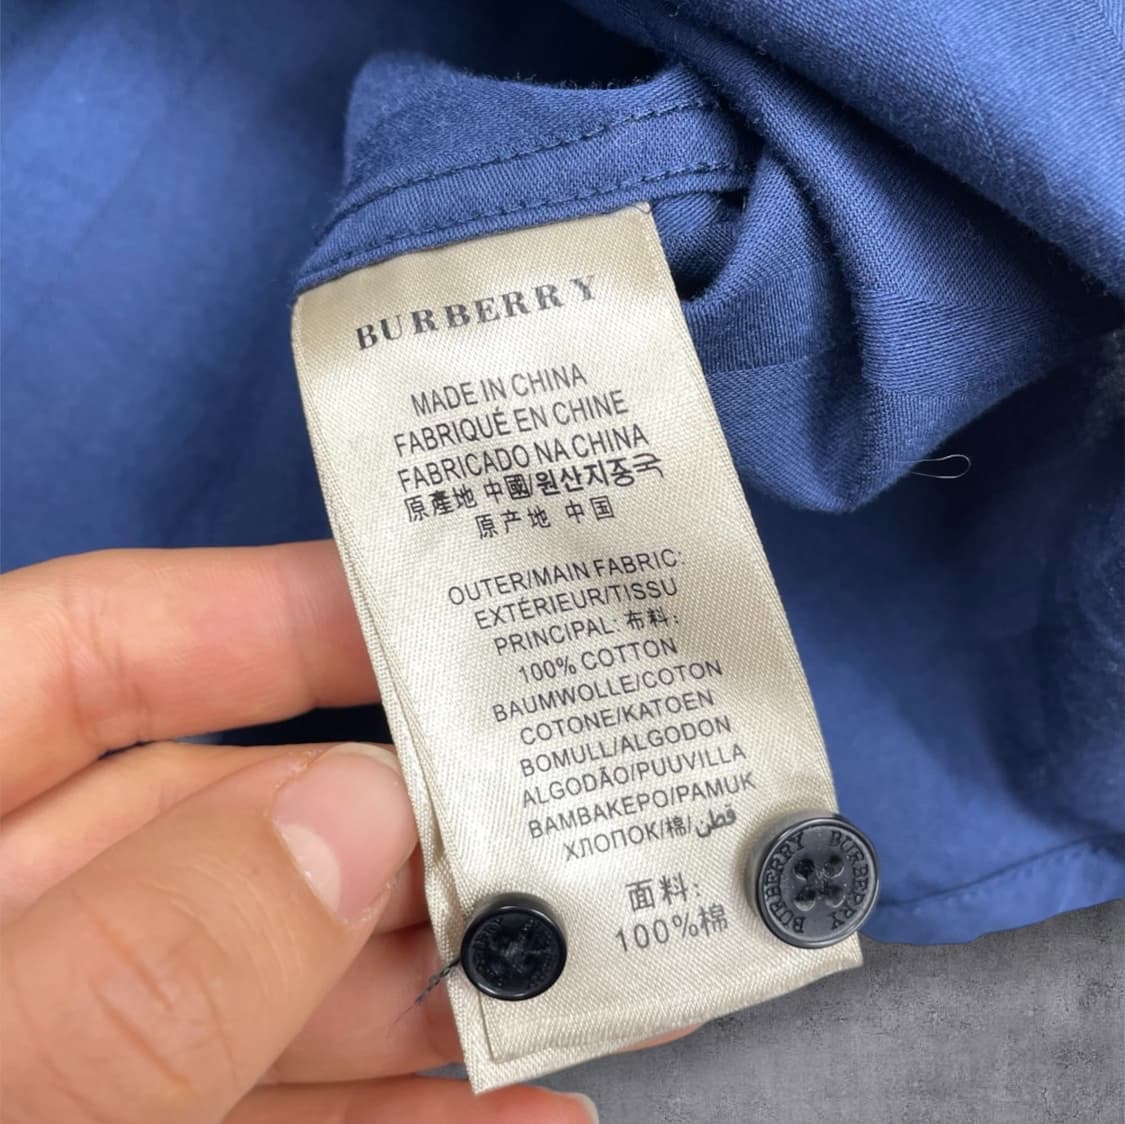 BURBERRY
MADE IN CHINA
FABRIQUÉ EN CHINE
FABRICADO NA CHINA
原產地 中國/원산지중국
原产地 中国
OUTER/MAIN FABRIC:
EXTÉRIEUR/TISSU
PRINCIPAL: 布料:
100% COTTON
BAUMWOLLE/COTON
COTONE/KATOEN
BOMULL/ALGODON
ALGODÃO/PUUVILLA
BAMBAKEPO/PAMUK
ХЛОПОК/棉/قطن
面料:
100%棉
BURBERRY
BURBERRY